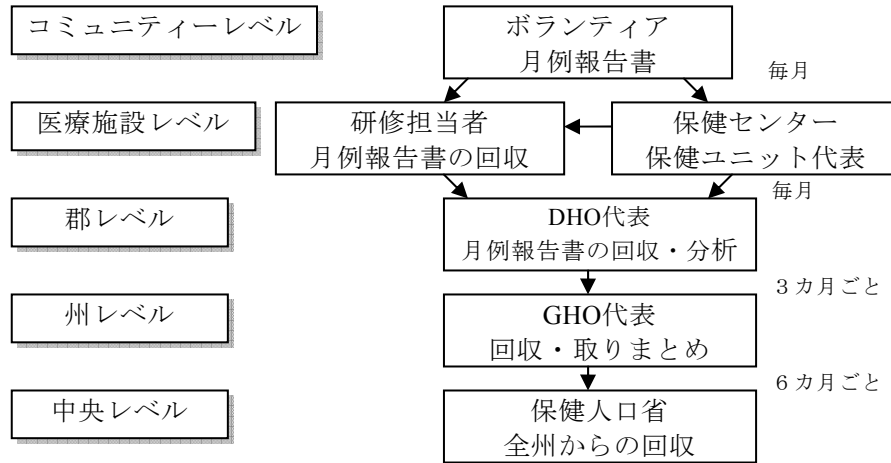 コミュニティーレベル
ボランティア
月例報告書
毎月
医療施設レベル
研修担当者
月例報告書の回収
保健センター
保健ユニット代表
毎月
郡レベル
DHO代表
月例報告書の回収・分析
３カ月ごと
州レベル
GHO代表
回収・取りまとめ
６カ月ごと
中央レベル
保健人口省
全州からの回収